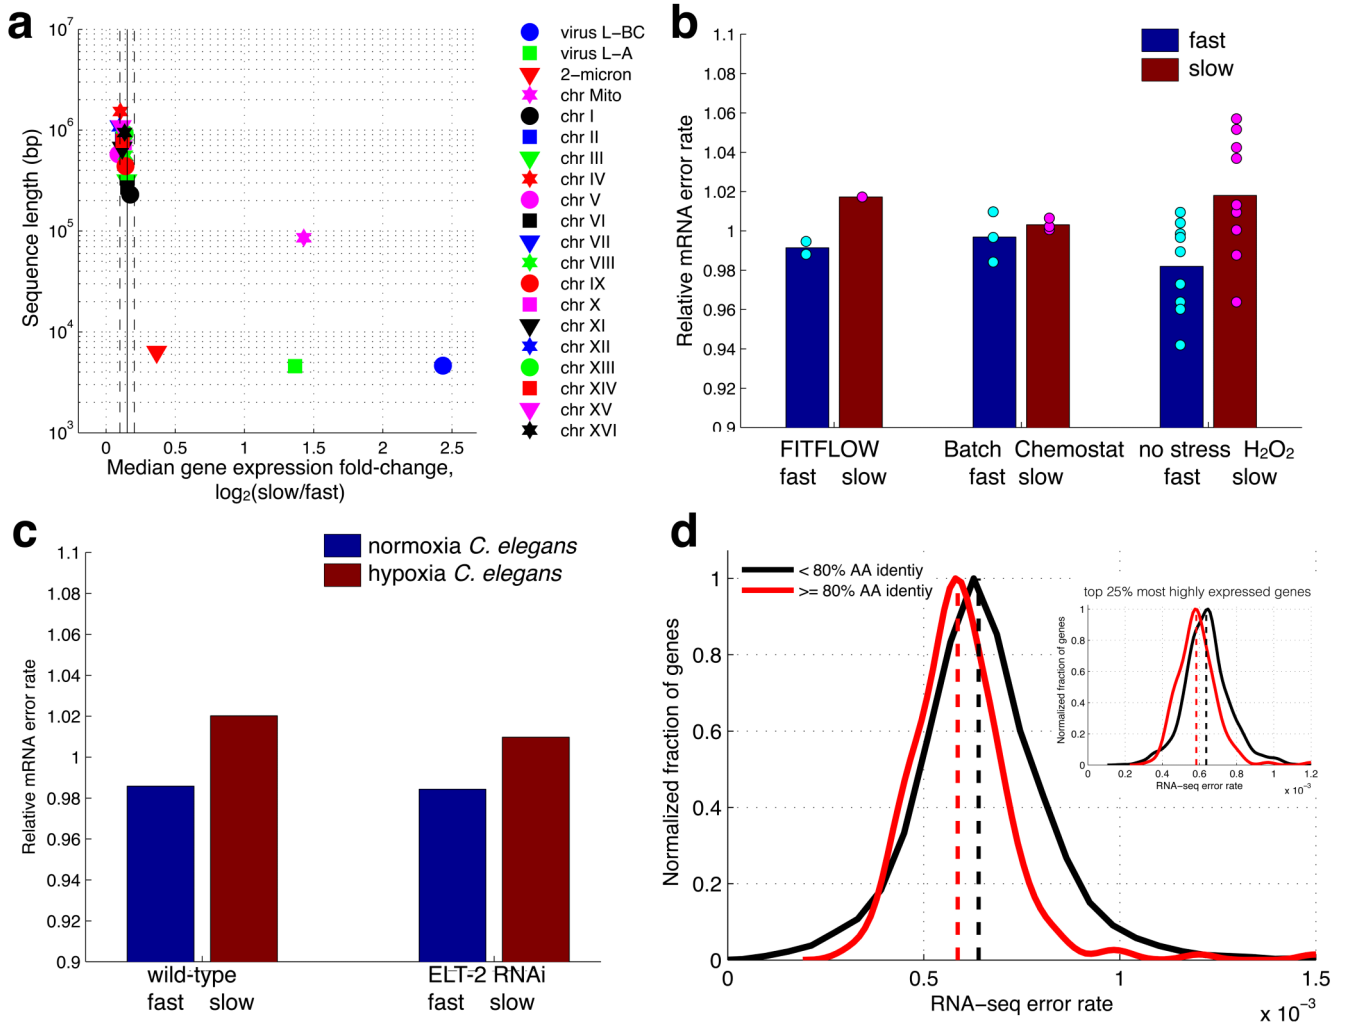 a
10^7
10^6
10^5
10^4
10^3
Sequence length (bp)
0 0.5 1 1.5 2 2.5
Median gene expression fold-change,
log₂(slow/fast)
virus L−BC
virus L−A
2−micron
chr Mito
chr I
chr II
chr III
chr IV
chr V
chr VI
chr VII
chr VIII
chr IX
chr X
chr XI
chr XII
chr XIII
chr XIV
chr XV
chr XVI
b
fast
slow
1.1
1.08
1.06
1.04
1.02
1
0.98
0.96
0.94
0.92
0.9
Relative mRNA error rate
FITFLOW Batch Chemostat no stress H₂O₂
fast slow fast slow fast slow
c
normoxia C. elegans
hypoxia C. elegans
1.1
1.08
1.06
1.04
1.02
1
0.98
0.96
0.94
0.92
0.9
Relative mRNA error rate
wild-type ELT-2 RNAi
fast slow fast slow
d
< 80% AA identiy
>= 80% AA identiy
1
0.8
0.6
0.4
0.2
0
Normalized fraction of genes
0 0.5 1 1.5
RNA−seq error rate
x 10^−3
top 25% most highly expressed genes
1
0.8
0.6
0.4
0.2
0
Normalized fraction of genes
0 0.2 0.4 0.6 0.8 1 1.2
RNA−seq error rate
x 10^−3